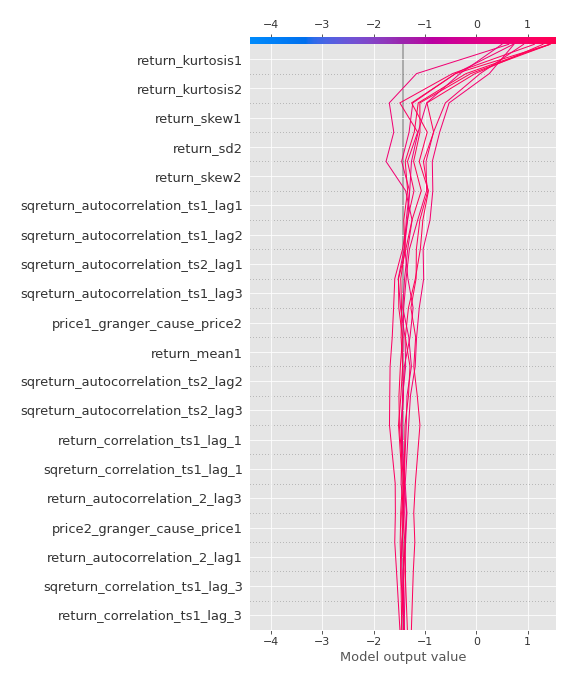 −4 −3 −2 −1 0 1
return_kurtosis1
return_kurtosis2
return_skew1
return_sd2
return_skew2
sqreturn_autocorrelation_ts1_lag1
sqreturn_autocorrelation_ts1_lag2
sqreturn_autocorrelation_ts2_lag1
sqreturn_autocorrelation_ts1_lag3
price1_granger_cause_price2
return_mean1
sqreturn_autocorrelation_ts2_lag2
sqreturn_autocorrelation_ts2_lag3
return_correlation_ts1_lag_1
sqreturn_correlation_ts1_lag_1
return_autocorrelation_2_lag3
price2_granger_cause_price1
return_autocorrelation_2_lag1
sqreturn_correlation_ts1_lag_3
return_correlation_ts1_lag_3
−4 −3 −2 −1 0 1
Model output value